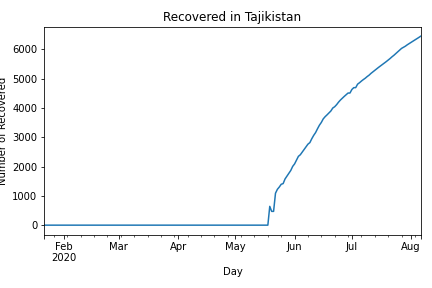 Recovered in Tajikistan
Number of Recovered
6000
5000
4000
3000
2000
1000
0
Feb Mar Apr May Jun Jul Aug
2020
Day